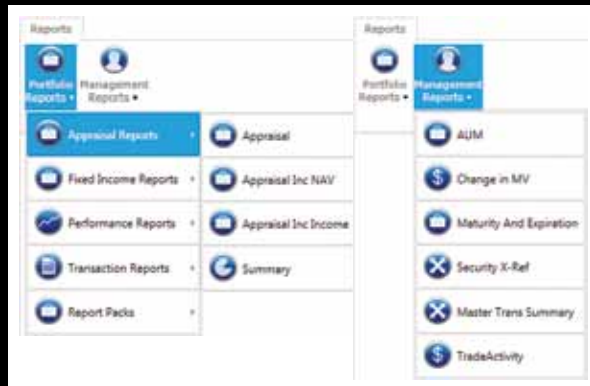 Reports
Portfolio
Reports
Management
Reports
Appraisal Reports
Fixed Income Reports
Performance Reports
Transaction Reports
Report Packs
Appraisal
Appraisal Inc NAV
Appraisal Inc Income
Summary
Reports
Portfolio
Reports
Management
Reports
AUM
Change in MV
Maturity And Expiration
Security X-Ref
Master Trans Summary
TradeActivity